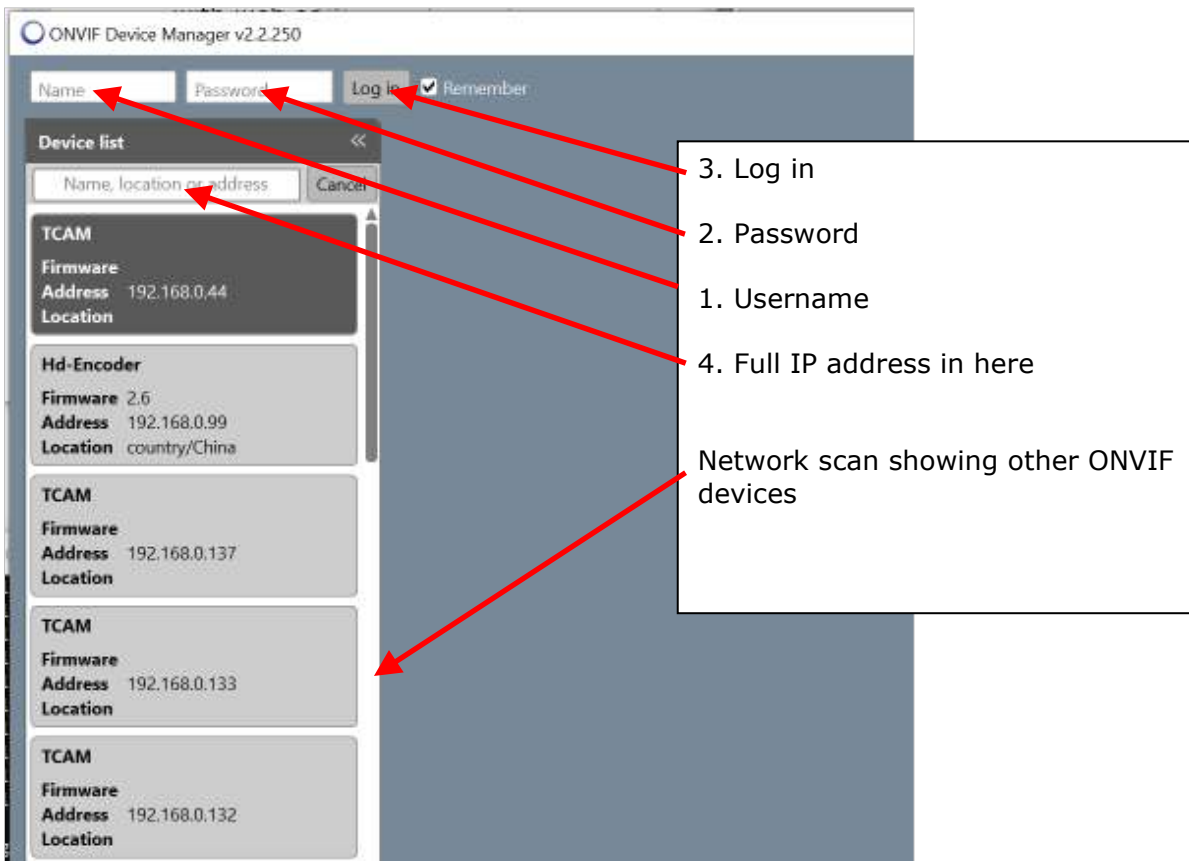 ONVIF Device Manager v2.2.250
Name
Password
Log in
Remember
Device list
Name, location or address
Cancel
TCAM
Firmware
Address 192.168.0.44
Location
Hd-Encoder
Firmware 2.6
Address 192.168.0.99
Location country/China
TCAM
Firmware
Address 192.168.0.137
Location
TCAM
Firmware
Address 192.168.0.133
Location
TCAM
Firmware
Address 192.168.0.132
Location
3. Log in
2. Password
1. Username
4. Full IP address in here
Network scan showing other ONVIF
devices